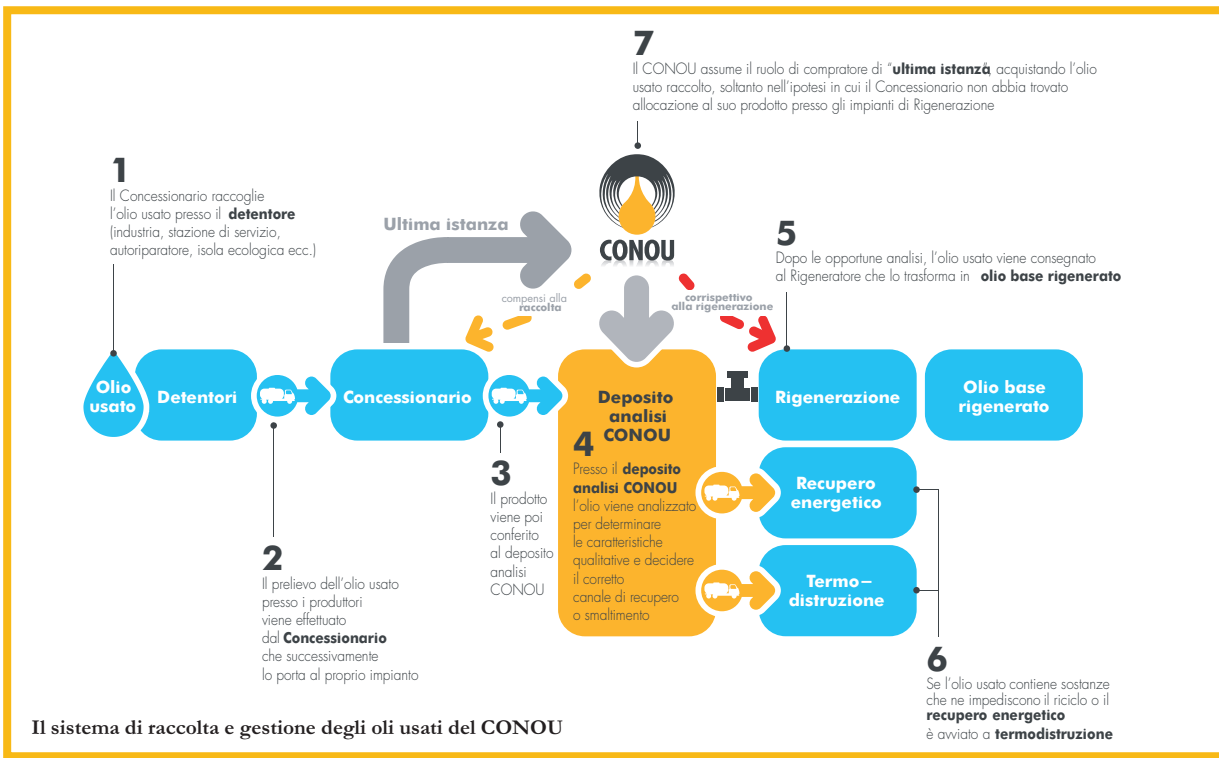 7
Il CONOU assume il ruolo di compratore di “ultima istanza”, acquistando l’olio
usato raccolto, soltanto nell’ipotesi in cui il Concessionario non abbia trovato
allocazione al suo prodotto presso gli impianti di Rigenerazione
1
Il Concessionario raccoglie
l’olio usato presso il detentore
(industria, stazione di servizio,
autoriparatore, isola ecologica ecc.)
Ultima istanza
CONOU
5
Dopo le opportune analisi, l’olio usato viene consegnato
al Rigeneratore che lo trasforma in olio base rigenerato
compensi alla
raccolta
corrispettivo
alla rigenerazione
Olio
usato
Detentori
Concessionario
Deposito
analisi
CONOU
Rigenerazione
Olio base
rigenerato
4
Presso il deposito
analisi CONOU
l’olio viene analizzato
per determinare
le caratteristiche
qualitative e decidere
il corretto
canale di recupero
o smaltimento
Recupero
energetico
Termo–
distruzione
3
Il prodotto
viene poi
conferito
al deposito
analisi
CONOU
2
Il prelievo dell’olio usato
presso i produttori
viene effettuato
dal Concessionario
che successivamente
lo porta al proprio impianto
6
Se l’olio usato contiene sostanze
che ne impediscono il riciclo o il
recupero energetico
è avviato a termodistruzione
Il sistema di raccolta e gestione degli oli usati del CONOU